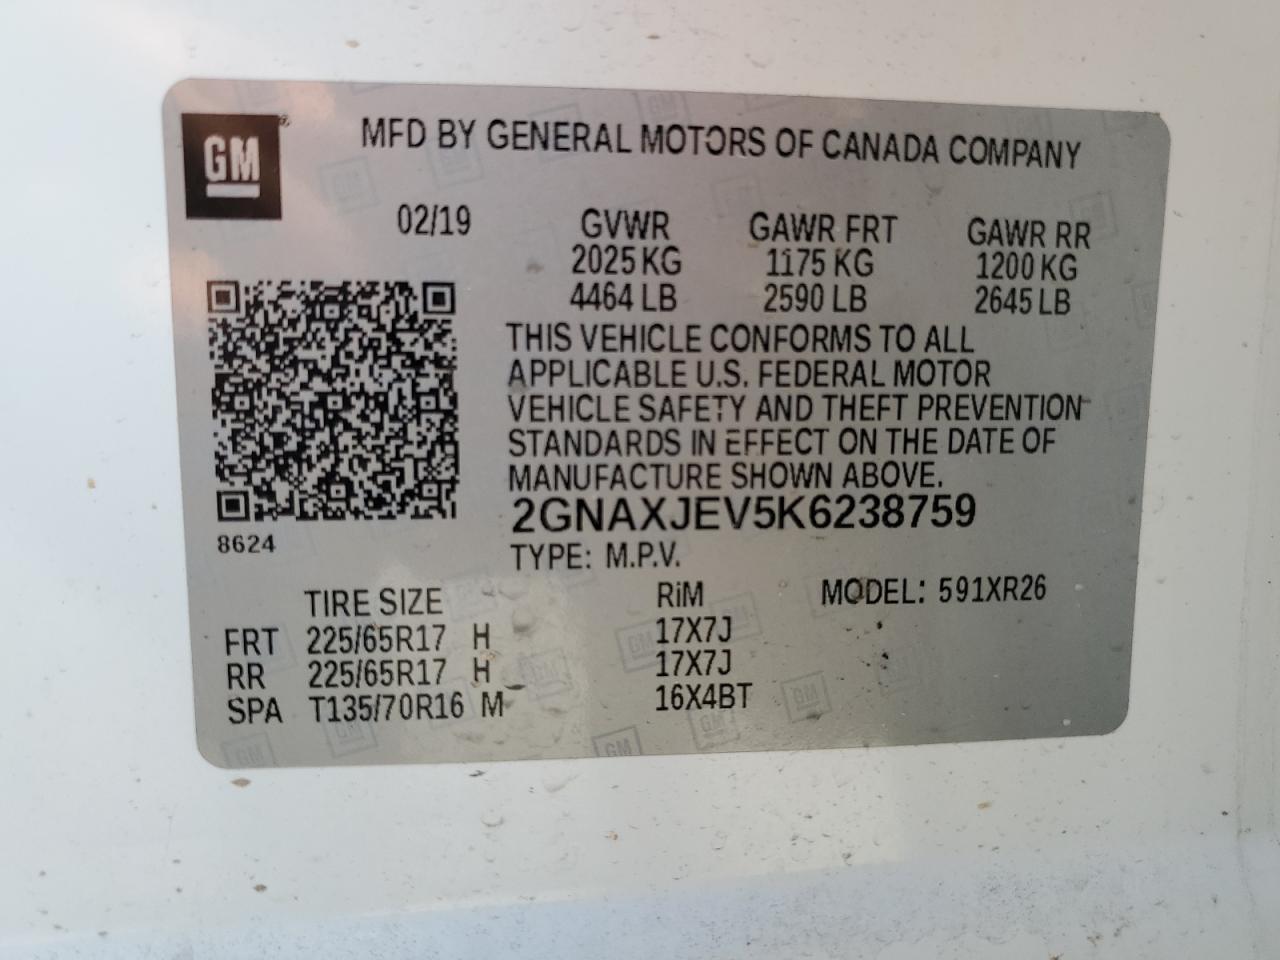 GM®
MFD BY GENERAL MOTORS OF CANADA COMPANY
02/19 GVWR GAWR FRT GAWR RR
2025 KG 1175 KG 1200 KG
4464 LB 2590 LB 2645 LB
THIS VEHICLE CONFORMS TO ALL
APPLICABLE U.S. FEDERAL MOTOR
VEHICLE SAFETY AND THEFT PREVENTION
STANDARDS IN EFFECT ON THE DATE OF
MANUFACTURE SHOWN ABOVE.
2GNAXJEV5K6238759
8624
TYPE: M.P.V.
TIRE SIZE RiM MODEL: 591XR26
FRT 225/65R17 H 17X7J
RR 225/65R17 H 17X7J
SPA T135/70R16 M 16X4BT